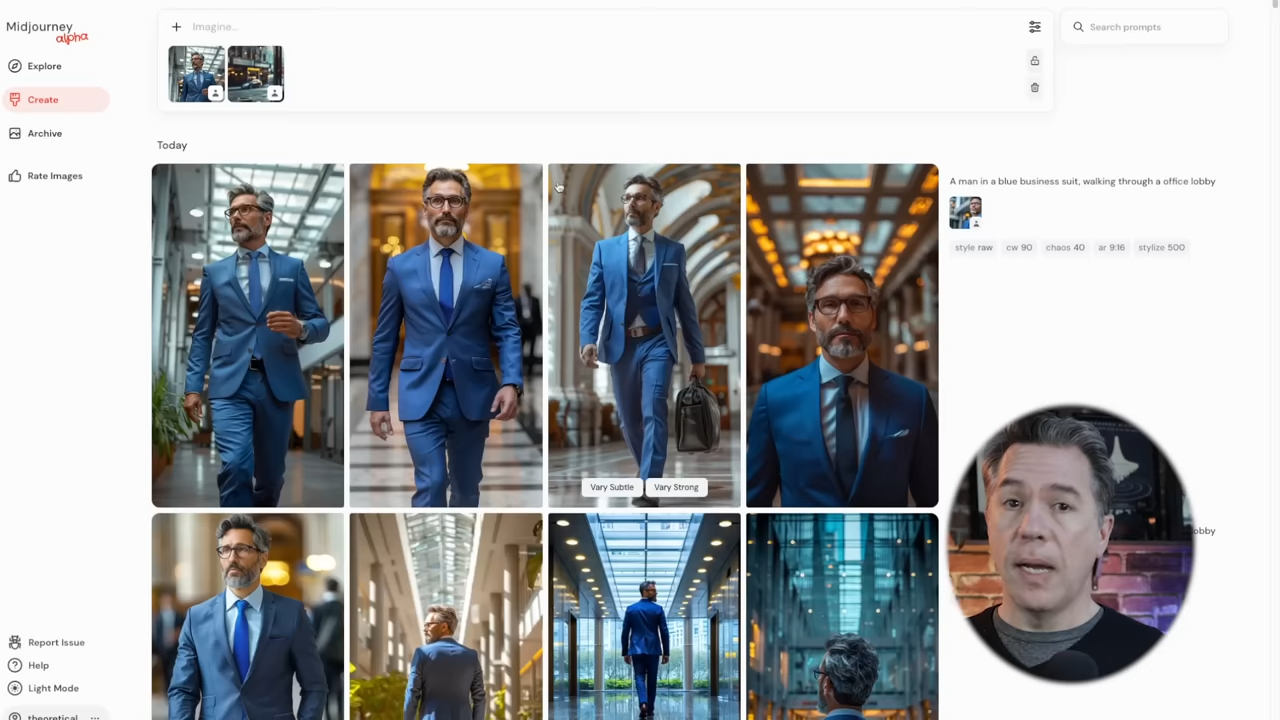 Midjourney
alpha
Explore
Create
Archive
Rate Images
Imagine...
Search prompts
Today
A man in a blue business suit, walking through a office lobby
style raw cw 90 chaos 40 ar 9:16 stylize 500
Vary Subtle Vary Strong
lobby
Report Issue
Help
Light Mode
theoretical